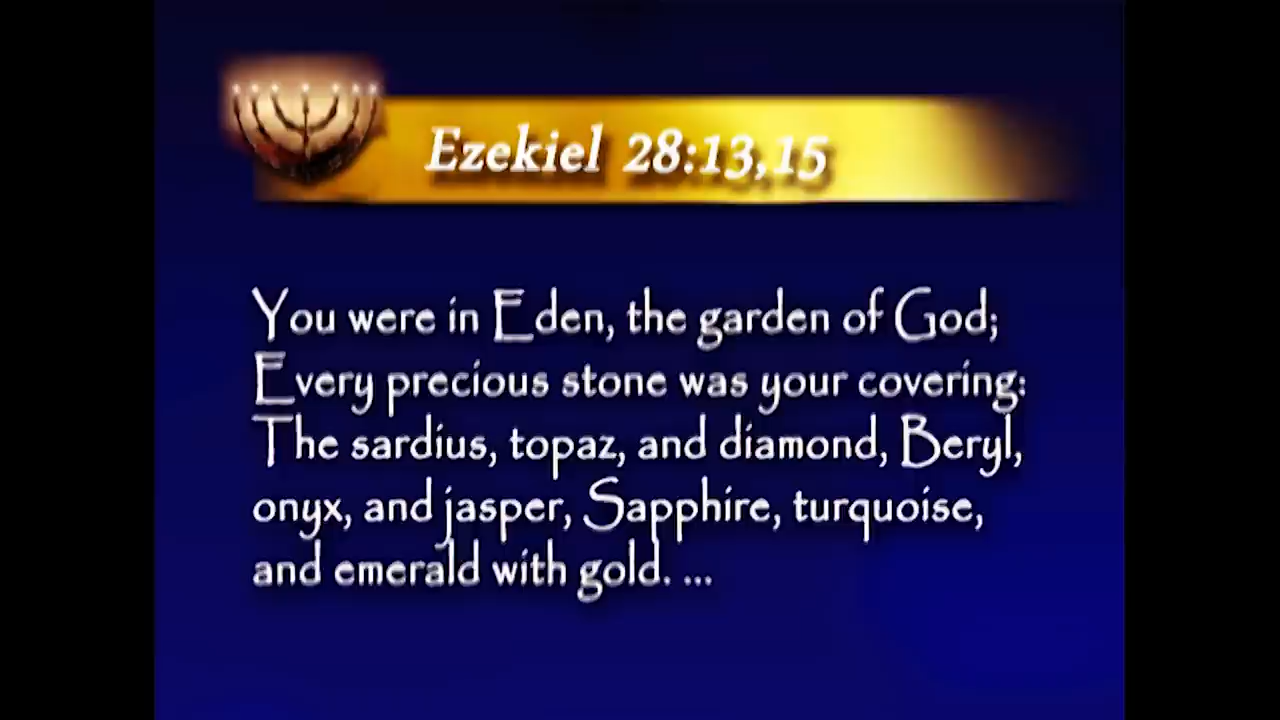 Ezekiel 28:13,15
You were in Eden, the garden of God;
Every precious stone was your covering:
The sardius, topaz, and diamond, Beryl,
onyx, and jasper, Sapphire, turquoise,
and emerald with gold. ...